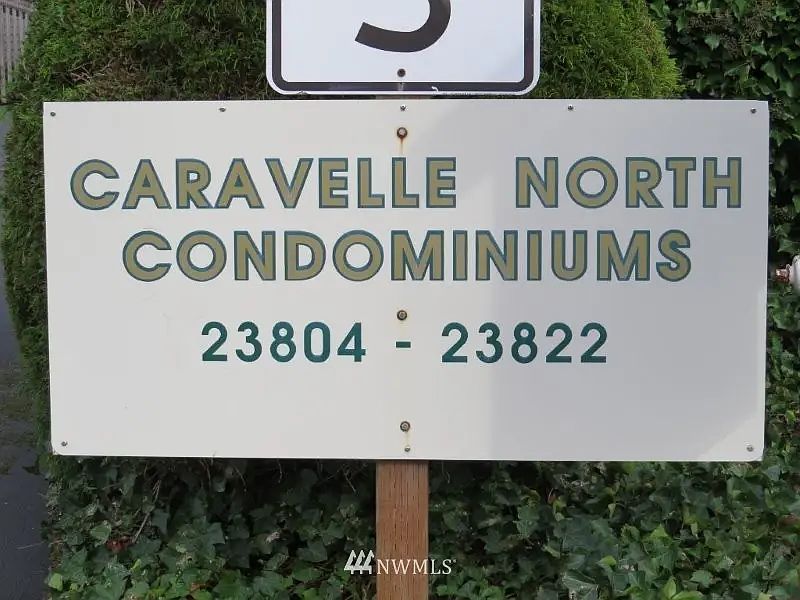 CARAVELLE NORTH
CONDOMINIUMS
23804 - 23822
NWMLS